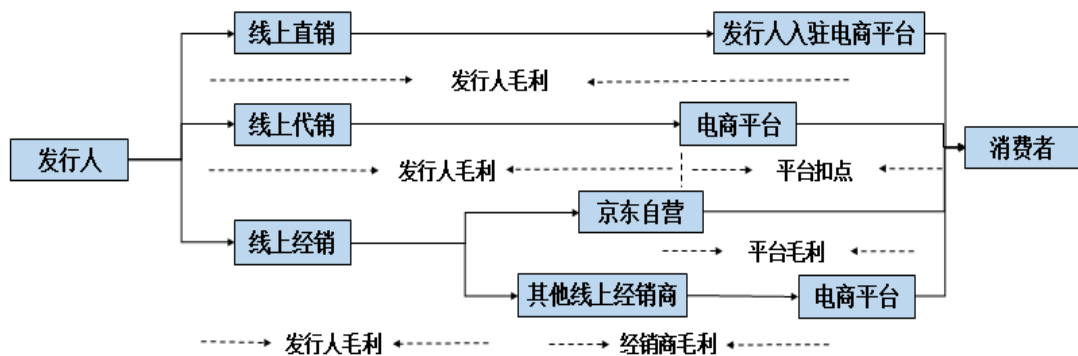 线上直销
发行人入驻电商平台
发行人毛利
线上代销
电商平台
发行人
消费者
发行人毛利
平台扣点
京东自营
线上经销
平台毛利
其他线上经销商
电商平台
发行人毛利
经销商毛利